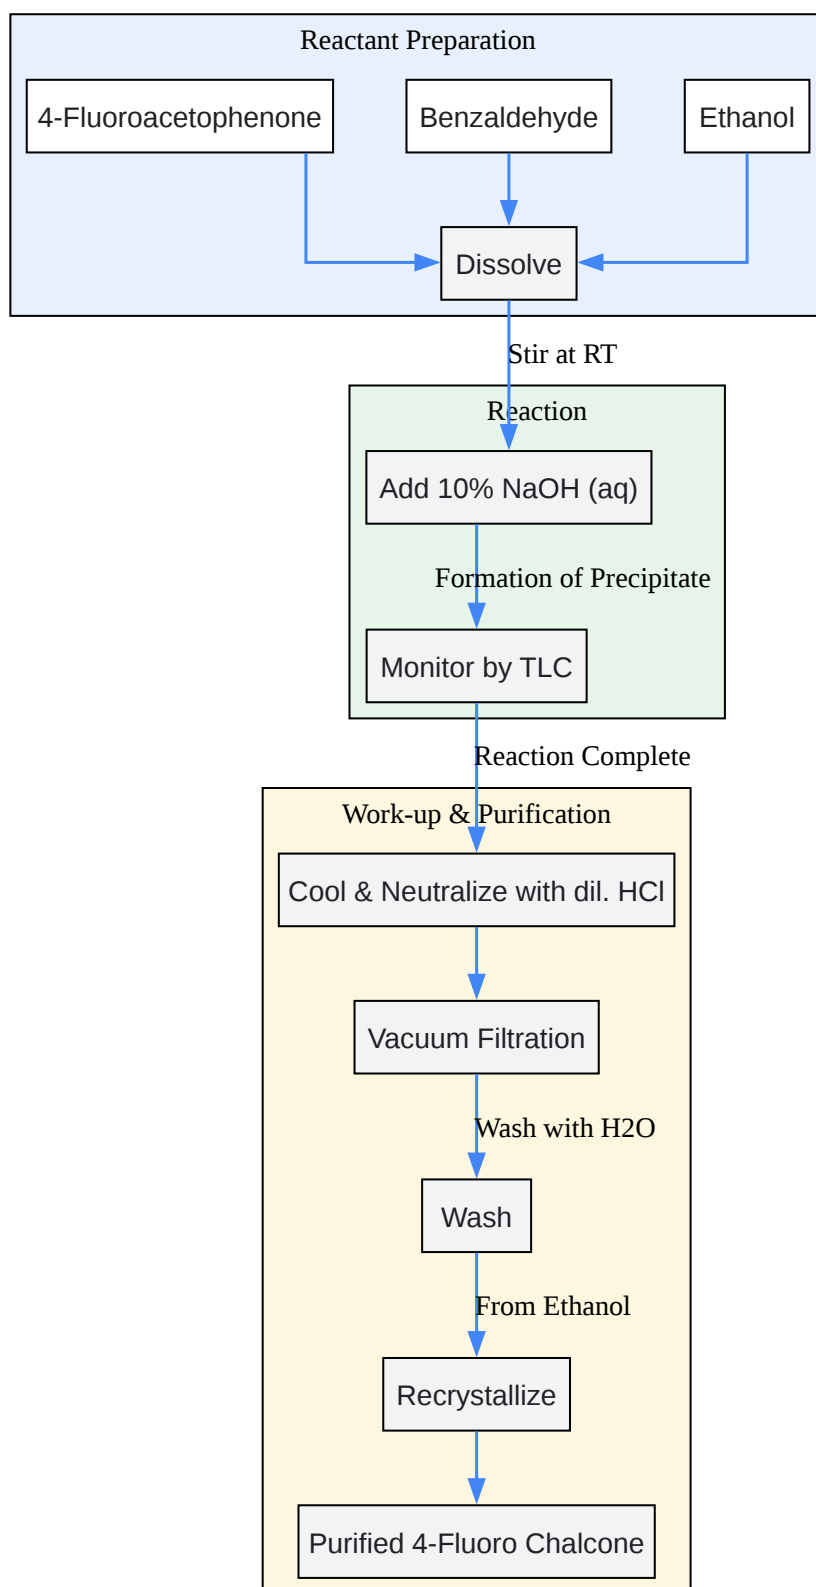 Reactant Preparation
4-Fluoroacetophenone
Benzaldehyde
Ethanol
Dissolve
Stir at RT
Reaction
Add 10% NaOH (aq)
Formation of Precipitate
Monitor by TLC
Reaction Complete
Work-up & Purification
Cool & Neutralize with dil. HCl
Vacuum Filtration
Wash with H2O
Wash
From Ethanol
Recrystallize
Purified 4-Fluoro Chalcone